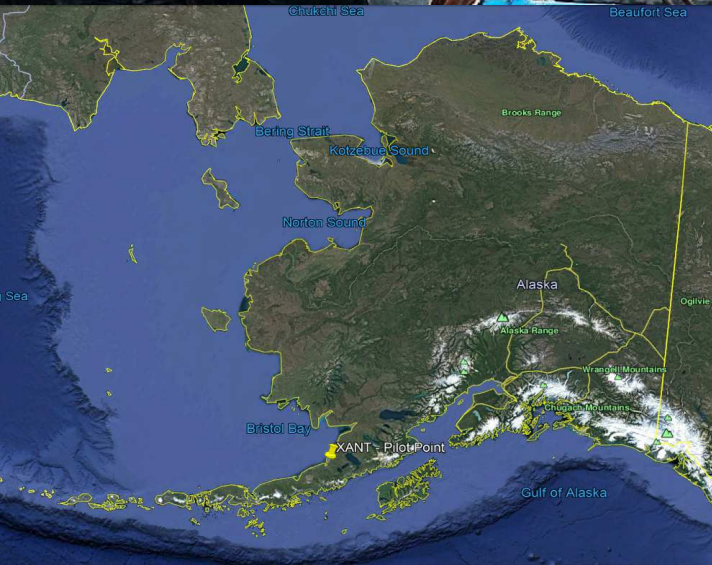 Chukchi Sea
Beaufort Sea
Brooks Range
Bering Strait
Kotzebue Sound
Norton Sound
Alaska
Sea
Ogilvie
Alaska Range
Wrangell Mountains
Chugach Mountains
Bristol Bay
XANT - Pilot Point
Gulf of Alaska